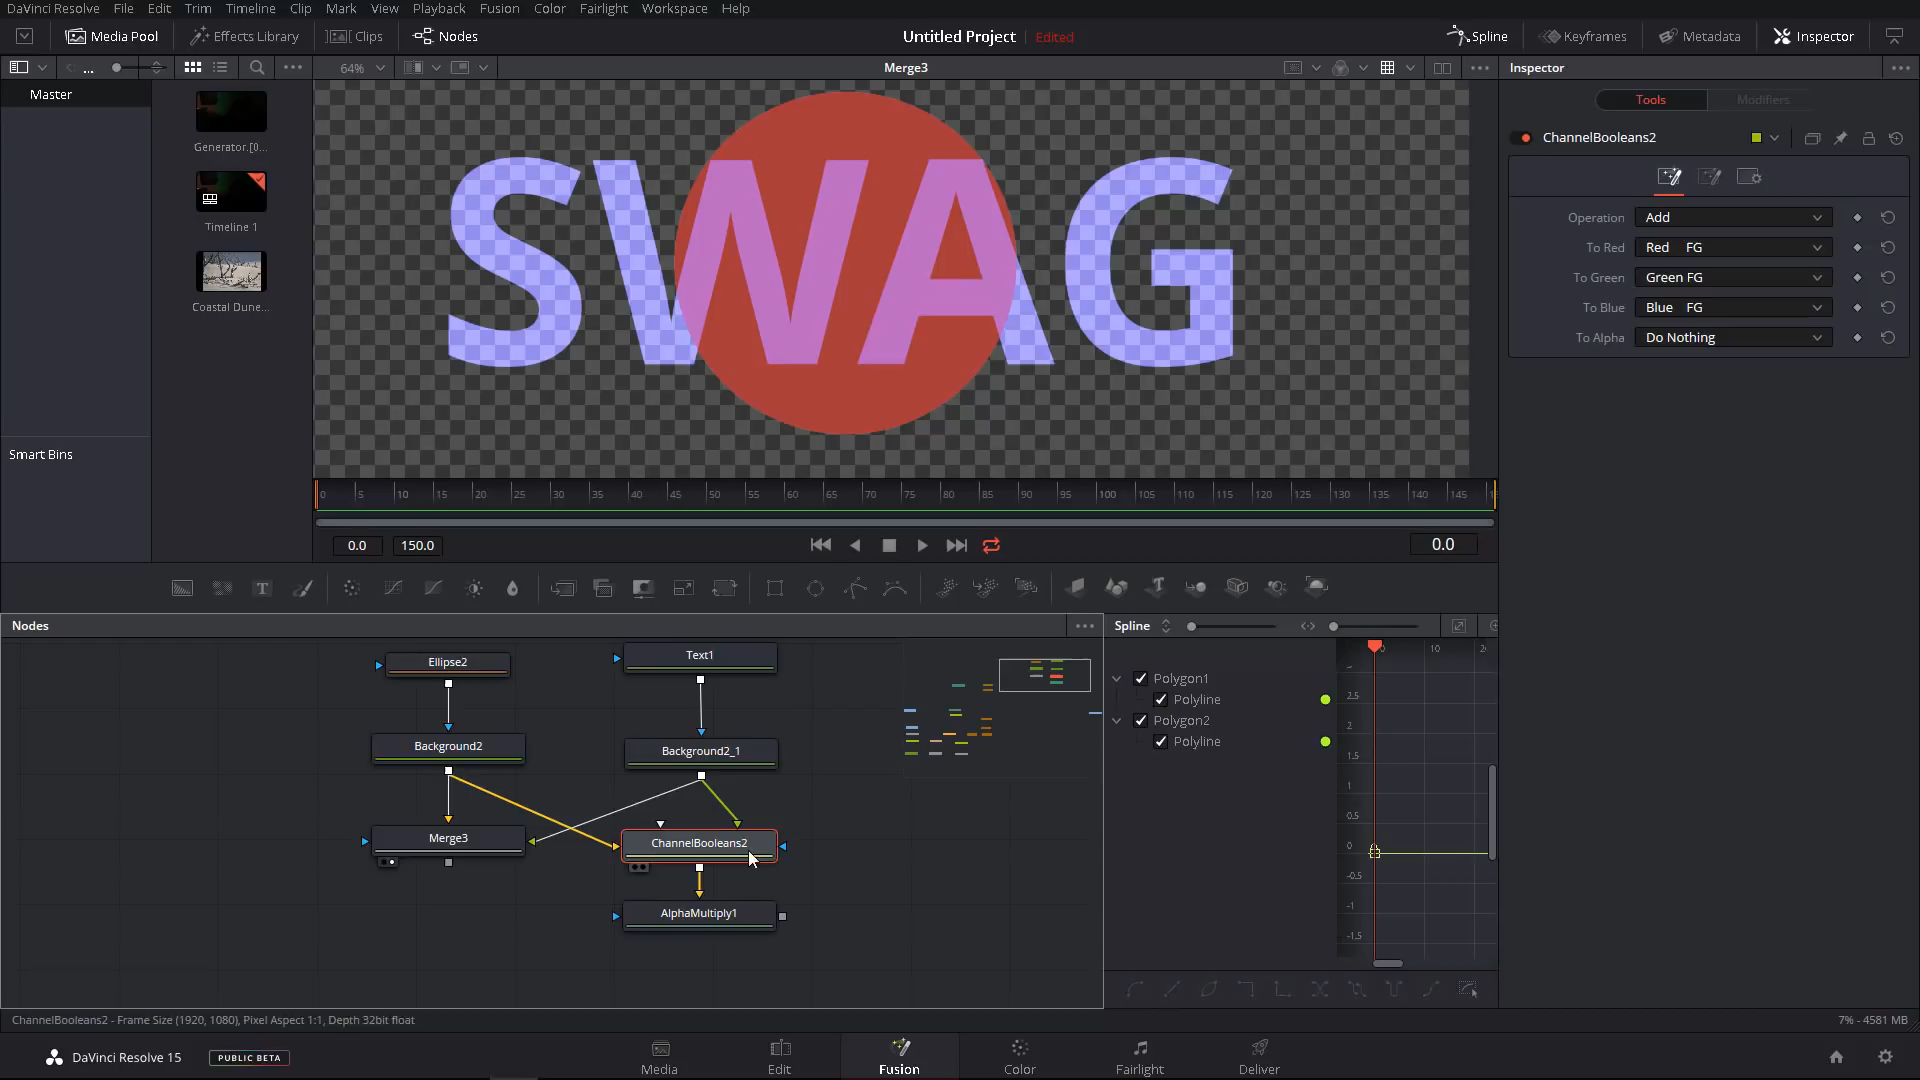 DaVinci Resolve File Edit Trim Timeline Clip Mark View Playback Fusion Color Fairlight Workspace Help
Media Pool Effects Library Clips Nodes Untitled Project Edited Spline Keyframes Metadata Inspector
... 64% Merge3 Inspector
Master
Generator.[0...
Timeline 1
Coastal Dune...
Smart Bins
SWAG
Tools Modifiers
ChannelBooleans2
Operation Add
To Red Red FG
To Green Green FG
To Blue Blue FG
To Alpha Do Nothing
0 5 10 15 20 25 30 35 40 45 50 55 60 65 70 75 80 85 90 95 100 105 110 115 120 125 130 135 140 145
0.0 150.0 0.0
Nodes
Ellipse2
Text1
Background2
Background2_1
Merge3
ChannelBooleans2
AlphaMultiply1
Spline
Polygon1
Polyline
Polygon2
Polyline
10
2.5
2
1.5
1
0.5
0
-0.5
-1
-1.5
ChannelBooleans2 - Frame Size (1920, 1080), Pixel Aspect 1:1, Depth 32bit float
7% - 4581 MB
DaVinci Resolve 15 PUBLIC BETA
Media Edit Fusion Color Fairlight Deliver